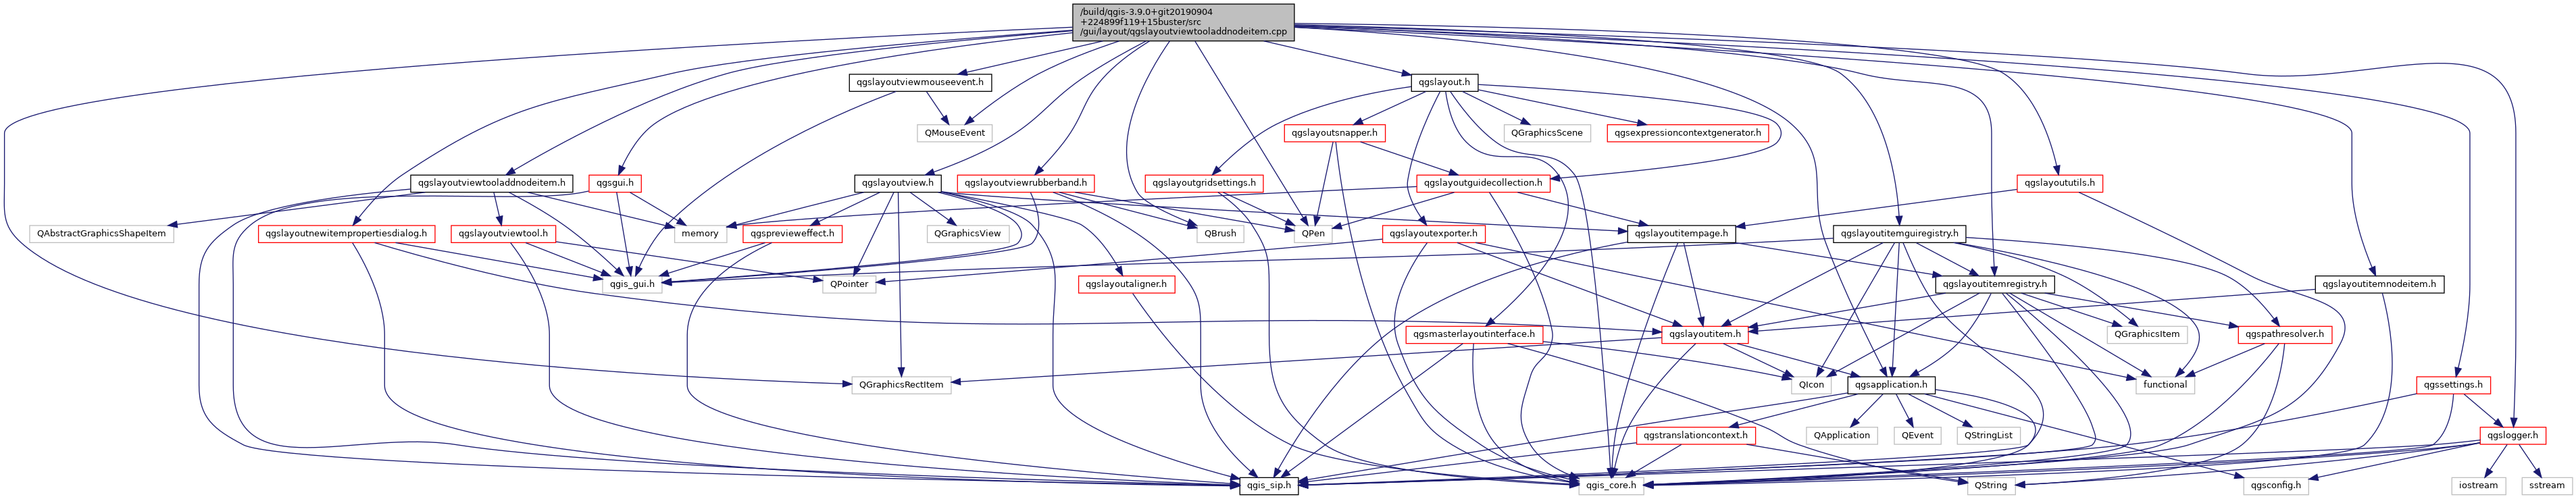 /build/qgis-3.9.0+git20190904
+224899f119+15buster/src
/gui/layout/qgslayoutviewtooladdnodeitem.cpp
qgslayoutviewmouseevent.h
qgslayout.h
QMouseEvent
qgslayoutsnapper.h
QGraphicsScene
qgsexpressioncontextgenerator.h
qgslayoutviewtooladdnodeitem.h
qgsgui.h
qgslayoutview.h
qgslayoutviewrubberband.h
qgslayoutgridsettings.h
qgslayoutguidecollection.h
qgslayoututils.h
QAbstractGraphicsShapeItem
qgslayoutnewitempropertiesdialog.h
qgslayoutviewtool.h
memory
qgsprevieweffect.h
QGraphicsView
QBrush
QPen
qgslayoutexporter.h
qgslayoutitempage.h
qgslayoutitemguiregistry.h
qgis_gui.h
QPointer
qgslayoutaligner.h
qgslayoutitemregistry.h
qgslayoutitemnodeitem.h
qgsmasterlayoutinterface.h
qgslayoutitem.h
QGraphicsItem
qgspathresolver.h
QGraphicsRectItem
QIcon
qgsapplication.h
functional
qgssettings.h
qgstranslationcontext.h
QApplication
QEvent
QStringList
qgslogger.h
qgis_sip.h
qgis_core.h
QString
qgsconfig.h
iostream
sstream